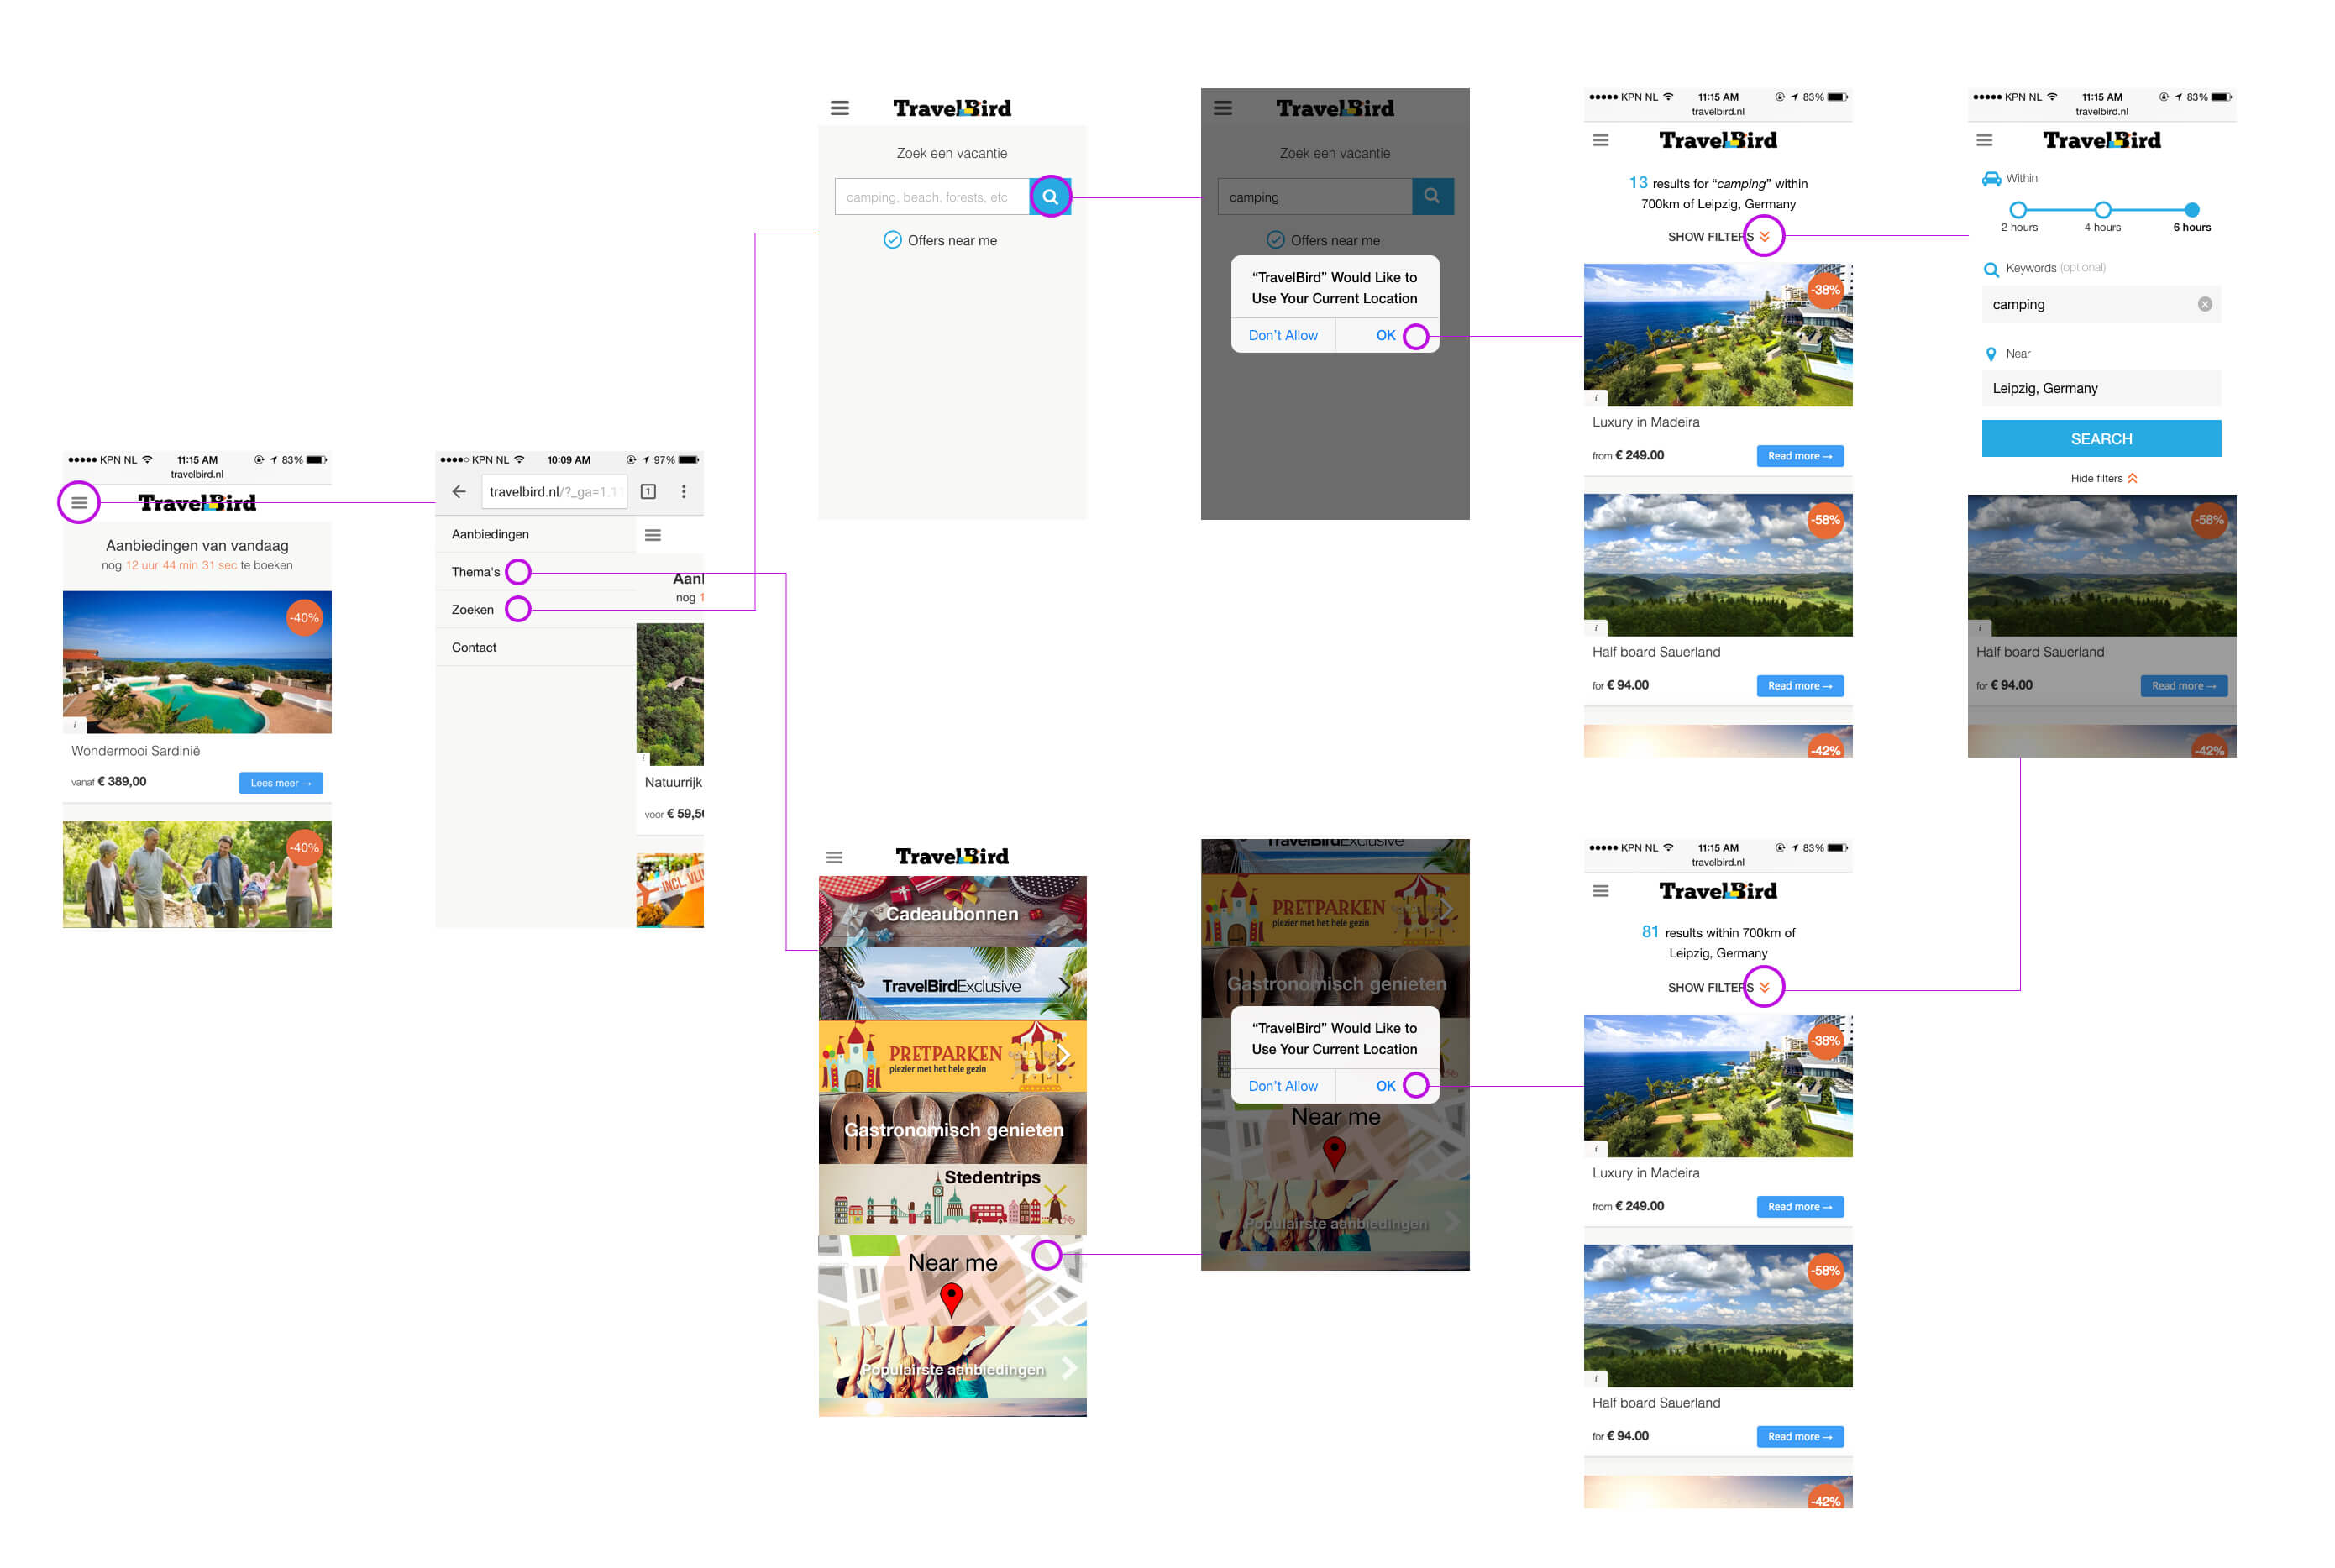 ●●●●● KPN NL 11:15 AM 83%
travelbird.nl
TravelBird
Aanbiedingen van vandaag
nog 12 uur 44 min 31 sec te boeken
-40%
i
Wondermooi Sardinië
vanaf € 389,00
Lees meer →
-40%
●●●●○ KPN NL 10:09 AM 97%
travelbird.nl/?_ga=1.1
1
Aanbiedingen
Thema's
Zoeken
Contact
Aanl
nog 1
i
Natuurrijk
voor € 59,5
INCL. VLU
TravelBird
Zoek een vacantie
camping, beach, forests, etc
Offers near me
TravelBird
Zoek een vacantie
camping
Offers near me
“TravelBird” Would Like to
Use Your Current Location
Don't Allow
OK
●●●●● KPN NL 11:15 AM 83%
travelbird.nl
TravelBird
13 results for “camping” within
700km of Leipzig, Germany
SHOW FILTERS
-38%
i
Luxury in Madeira
from € 249.00
Read more →
-58%
i
Half board Sauerland
for € 94.00
Read more →
-42%
●●●●● KPN NL 11:15 AM 83%
travelbird.nl
TravelBird
Within
2 hours
4 hours
6 hours
Keywords (optional)
camping
Near
Leipzig, Germany
SEARCH
Hide filters
-58%
i
Half board Sauerland
for € 94.00
Read more →
-42%
TravelBird
Cadeaubonnen
TravelBirdExclusive
PRETPARKEN
plezier met het hele gezin
Gastronomisch genieten
Stedentrips
Near me
Populairste aanbiedingen
TravelBirdExclusive
PRETPARKEN
plezier met het hele gezin
Gastronomisch genieten
“TravelBird” Would Like to
Use Your Current Location
Don't Allow
OK
Near me
Populairste aanbiedingen
●●●●● KPN NL 11:15 AM 83%
travelbird.nl
TravelBird
81 results within 700km of
Leipzig, Germany
SHOW FILTERS
-38%
i
Luxury in Madeira
from € 249.00
Read more →
-58%
i
Half board Sauerland
for € 94.00
Read more →
-42%